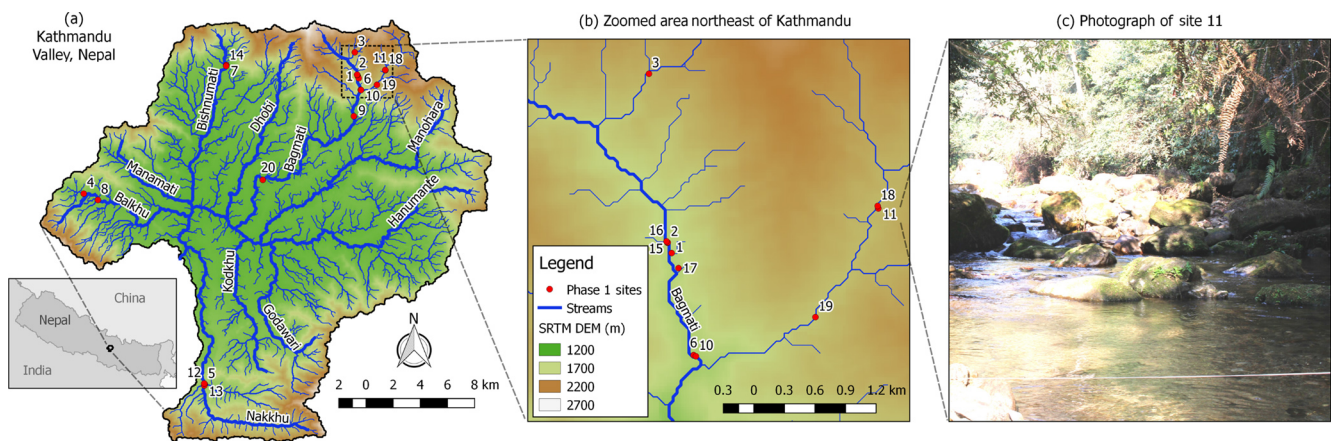 (a)
Kathmandu
Valley, Nepal
14
7
3
2
1
6
11
18
19
10
9
20
4
8
12
5
13
Bishnumati
Dhobi
Bagmati
Manohara
Manamati
Balkhu
Hanumante
Kodkhu
Godawari
Nakkhu
China
Nepal
India
N
2 0 2 4 6 8 km
(b) Zoomed area northeast of Kathmandu
3
18
11
16
2
15
1
17
19
6
10
Bagmati
Legend
Phase 1 sites
Streams
SRTM DEM (m)
1200
1700
2200
2700
0.3 0 0.3 0.6 0.9 1.2 km
(c) Photograph of site 11